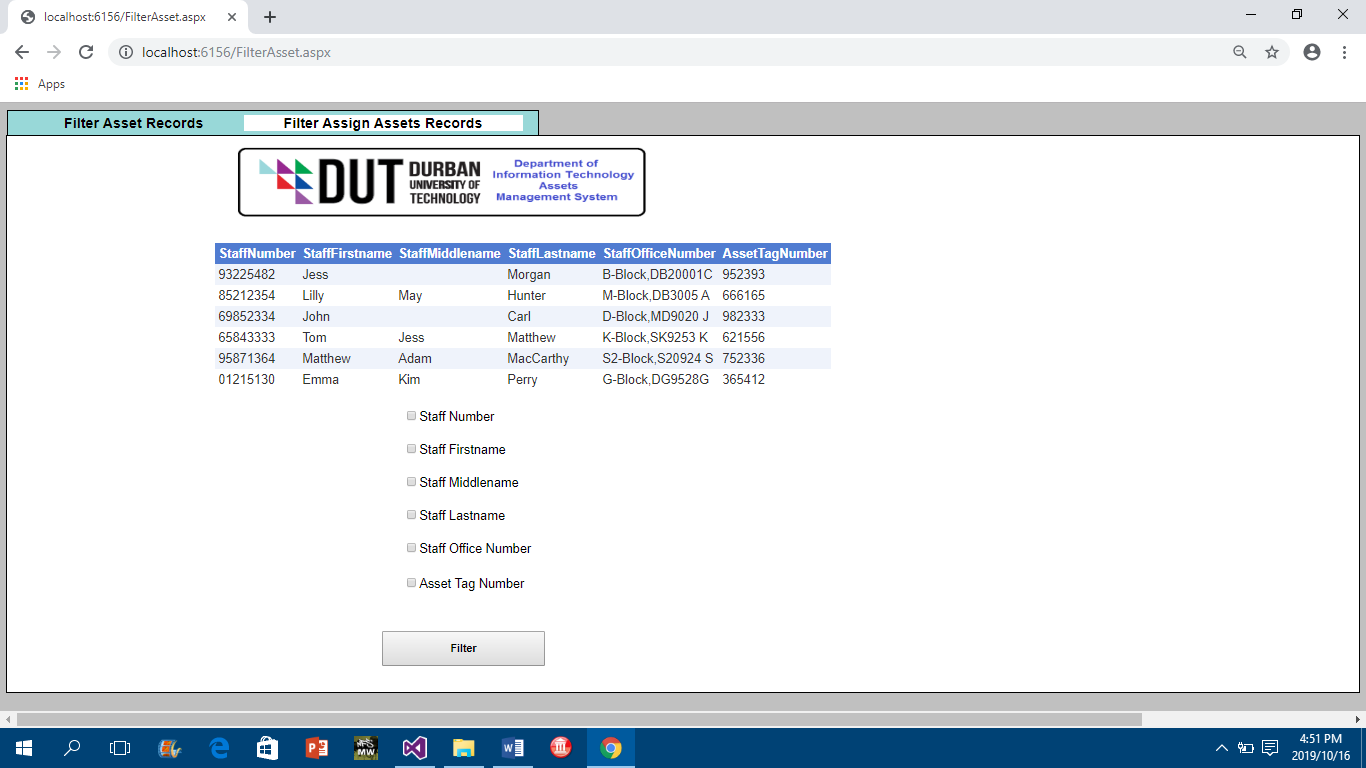 localhost:6156/FilterAsset.aspx
localhost:6156/FilterAsset.aspx
Apps
Filter Asset Records Filter Assign Assets Records
DUT DURBAN UNIVERSITY OF TECHNOLOGY
Department of
Information Technology
Assets
Management System
StaffNumber StaffFirstname StaffMiddlename StaffLastname StaffOfficeNumber AssetTagNumber
93225482 Jess Morgan B-Block,DB20001C 952393
85212354 Lilly May Hunter M-Block,DB3005 A 666165
69852334 John Carl D-Block,MD9020 J 982333
65843333 Tom Jess Matthew K-Block,SK9253 K 621556
95871364 Matthew Adam MacCarthy S2-Block,S20924 S 752336
01215130 Emma Kim Perry G-Block,DG9528G 365412
Staff Number
Staff Firstname
Staff Middlename
Staff Lastname
Staff Office Number
Asset Tag Number
Filter
4:51 PM
2019/10/16